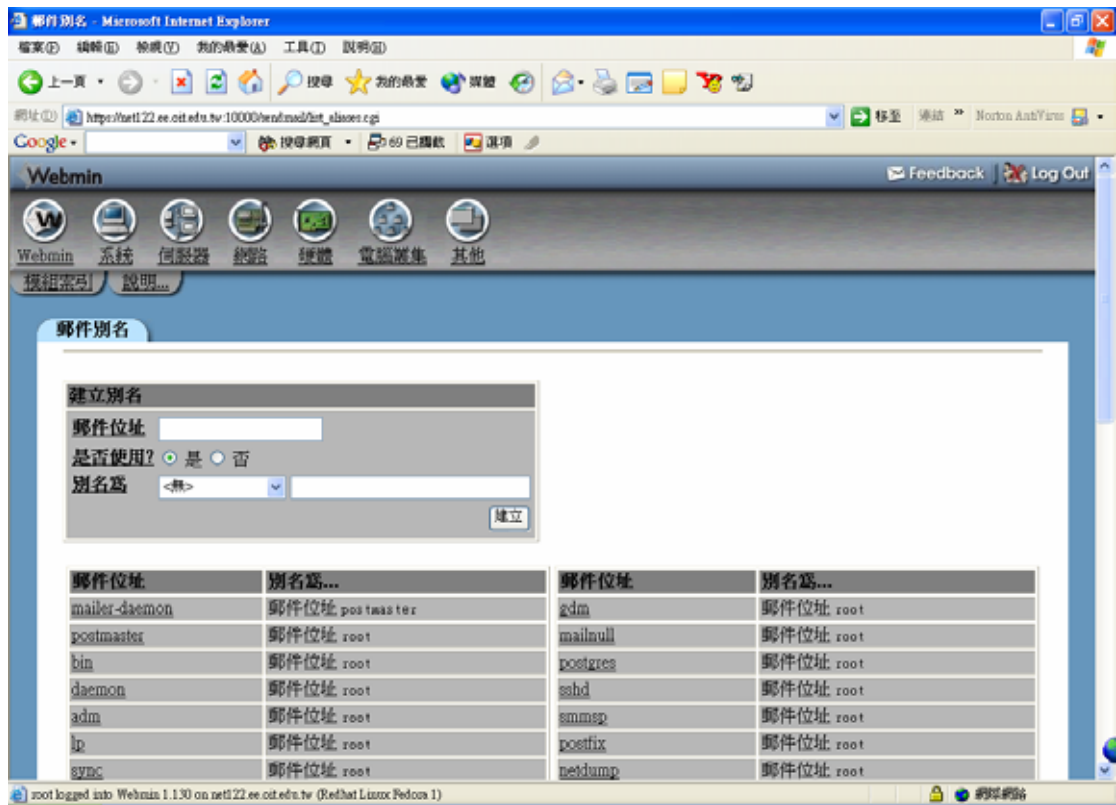 郵件別名 - Microsoft Internet Explorer
檔案(F) 編輯(E) 檢視(V) 我的最愛(A) 工具(T) 說明(H)
上一頁 搜尋 我的最愛 媒體
網址(D) https://net122.ee.oit.edu.tw:10000/sendmail/list_aliases.cgi 移至 連結 » Norton AntiVirus
Google 搜尋網頁 69 已攔截 選項
Webmin Feedback Log Out
Webmin 系統 伺服器 網路 硬體 電腦叢集 其他
模組索引 說明...
郵件別名
建立別名
郵件位址
是否使用? 是 否
別名為 <無>
建立
郵件位址 別名為... 郵件位址 別名為...
mailer-daemon 郵件位址 postmaster gdm 郵件位址 root
postmaster 郵件位址 root mailnull 郵件位址 root
bin 郵件位址 root postgres 郵件位址 root
daemon 郵件位址 root sshd 郵件位址 root
adm 郵件位址 root smmsp 郵件位址 root
lp 郵件位址 root postfix 郵件位址 root
sync 郵件位址 root netdump 郵件位址 root
root logged into Webmin 1.130 on net122.ee.oit.edu.tw (Redhat Linux Fedora 1) 網際網路